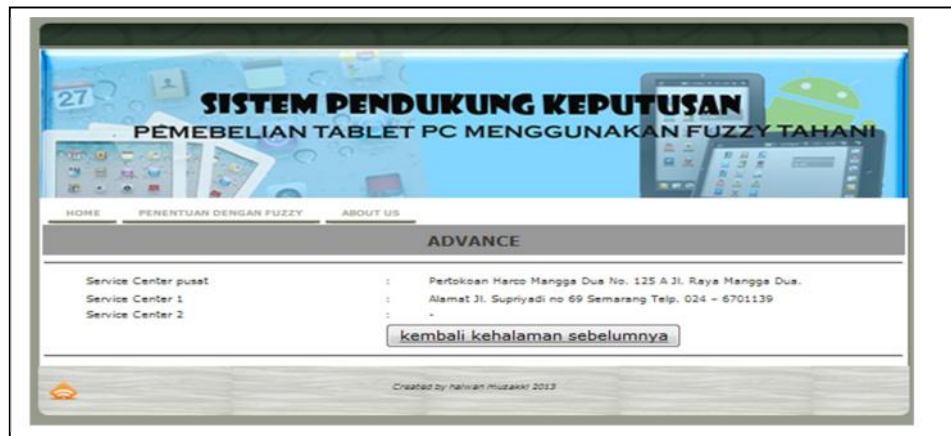 27
SISTEM PENDUKUNG KEPUTUSAN
PEMEBELIAN TABLET PC MENGGUNAKAN FUZZY TAHANI
HOME PENENTUAN DENGAN FUZZY ABOUT US
ADVANCE
Service Center pusat : Pertokoan Harco Mangga Dua No. 125 A Jl. Raya Mangga Dua.
Service Center 1 : Alamat Jl. Supriyadi no 69 Semarang Telp. 024 – 6701139
Service Center 2 : -
kembali kehalaman sebelumnya
Created by halwan muzakki 2013